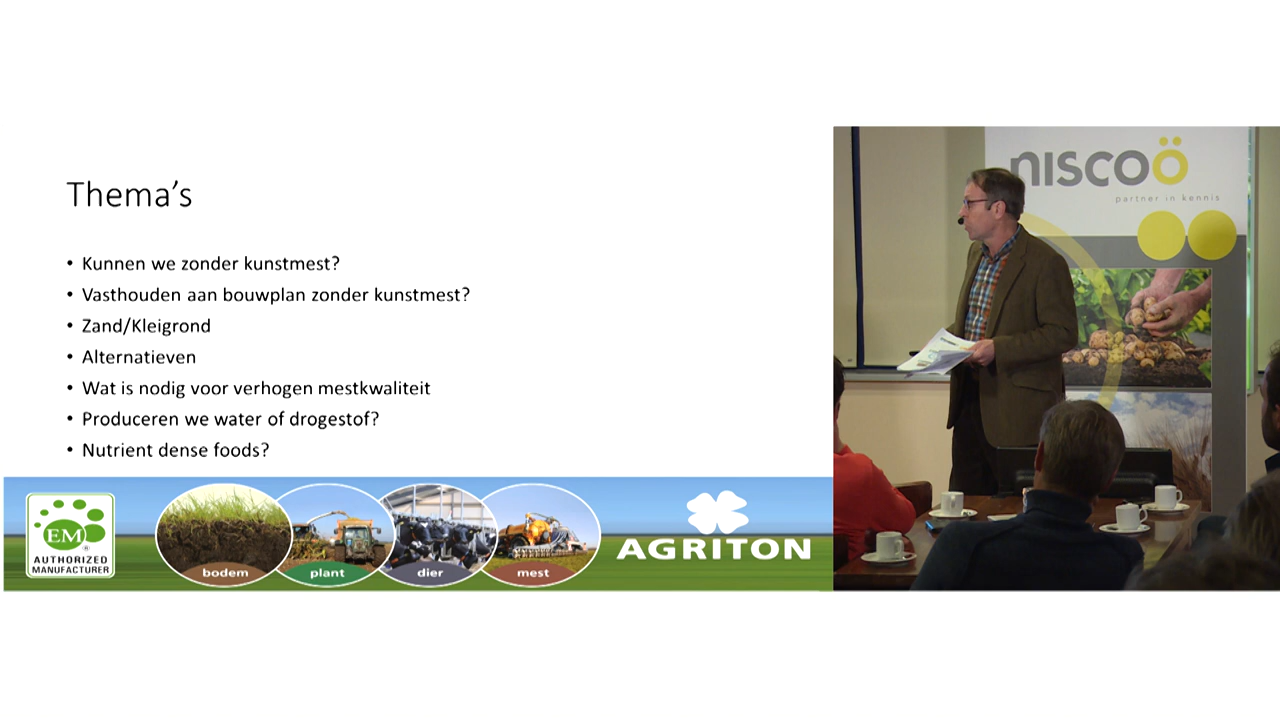 Thema's
• Kunnen we zonder kunstmest?
• Vasthouden aan bouwplan zonder kunstmest?
• Zand/Kleigrond
• Alternatieven
• Wat is nodig voor verhogen mestkwaliteit
• Produceren we water of drogestof?
• Nutrient dense foods?
EM
®
AUTHORIZED
MANUFACTURER
bodem
plant
dier
mest
AGRITON
niscoö
partner in kennis